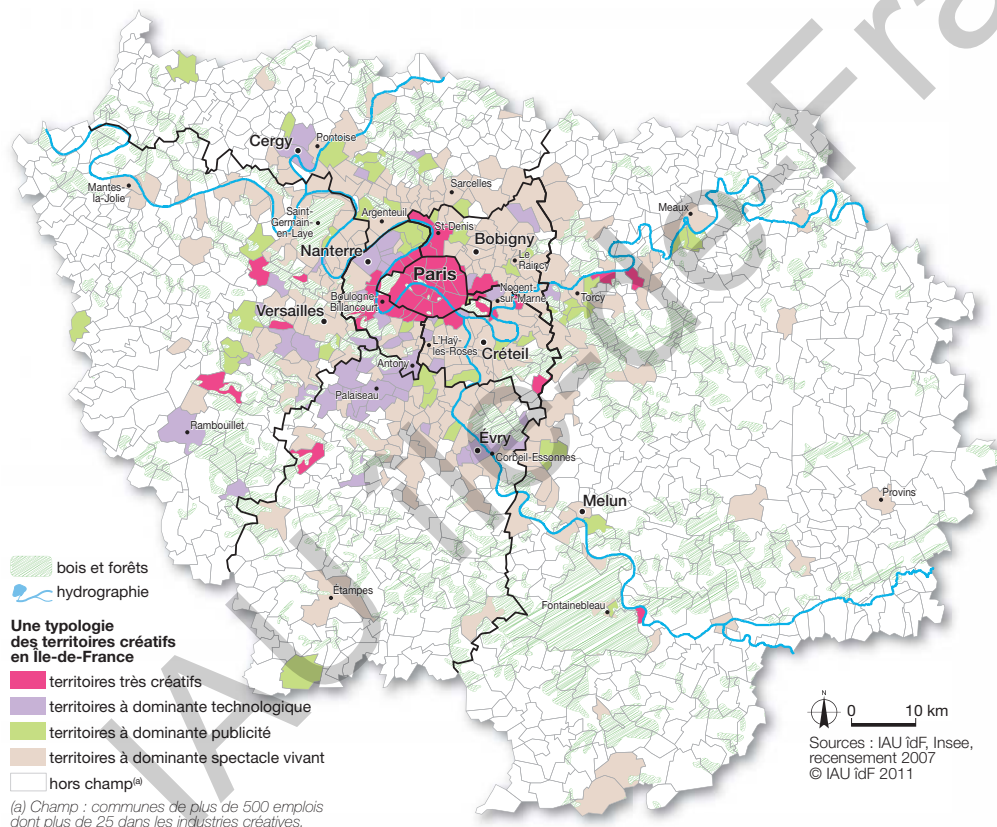 Cergy
Pontoise
Mantes-
la-Jolie
Sarcelles
Meaux
Saint-
Germain-
en-Laye
Argenteuil
St-Denis
Nanterre
Bobigny
Le
Raincy
Paris
Boulogne-
Billancourt
Nogent-
sur-Marne
Torcy
Versailles
L'Haÿ-
les-Roses
Créteil
Antony
Palaiseau
Rambouillet
Évry
Corbeil-Essonnes
Melun
Provins
Étampes
Fontainebleau
bois et forêts
hydrographie
Une typologie
des territoires créatifs
en Île-de-France
territoires très créatifs
territoires à dominante technologique
territoires à dominante publicité
territoires à dominante spectacle vivant
hors champ(a)
(a) Champ : communes de plus de 500 emplois
dont plus de 25 dans les industries créatives.
N
0 10 km
Sources : IAU îdF, Insee,
recensement 2007
© IAU îdF 2011
IAU île-de-Fra